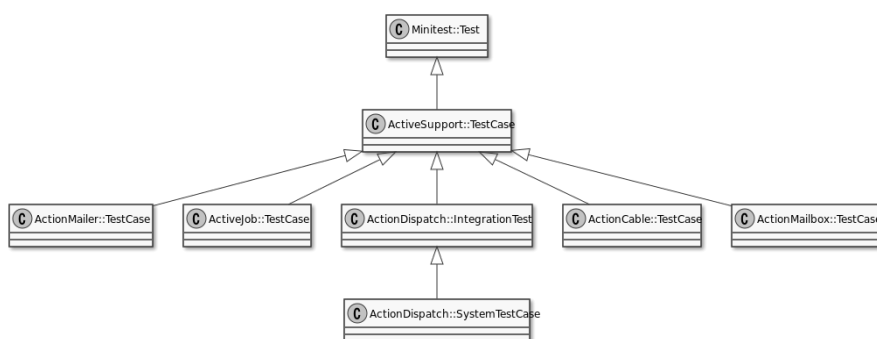 C Minitest::Test
C ActiveSupport::TestCase
C ActionMailer::TestCase
C ActiveJob::TestCase
C ActionDispatch::IntegrationTest
C ActionCable::TestCase
C ActionMailbox::TestCase
C ActionDispatch::SystemTestCase